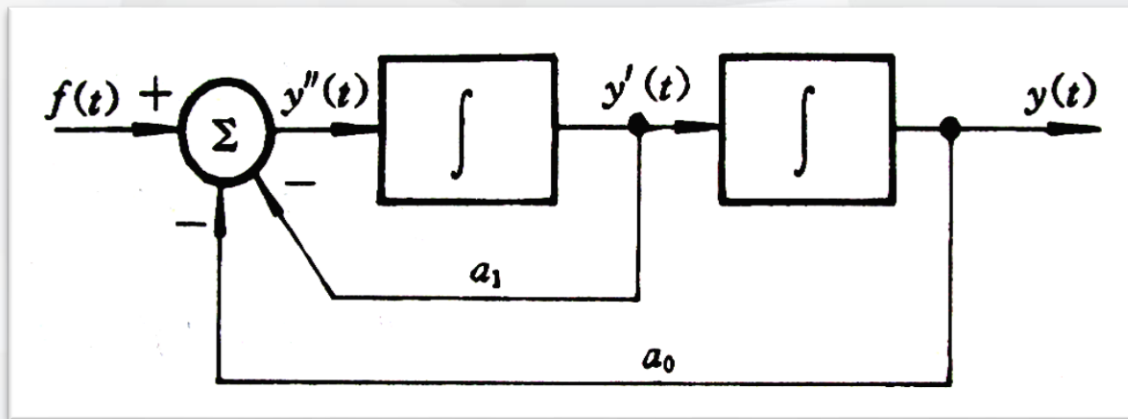 f(t) + Σ y″(t) ∫ y′(t) ∫ y(t)
−
−
a₁
a₀